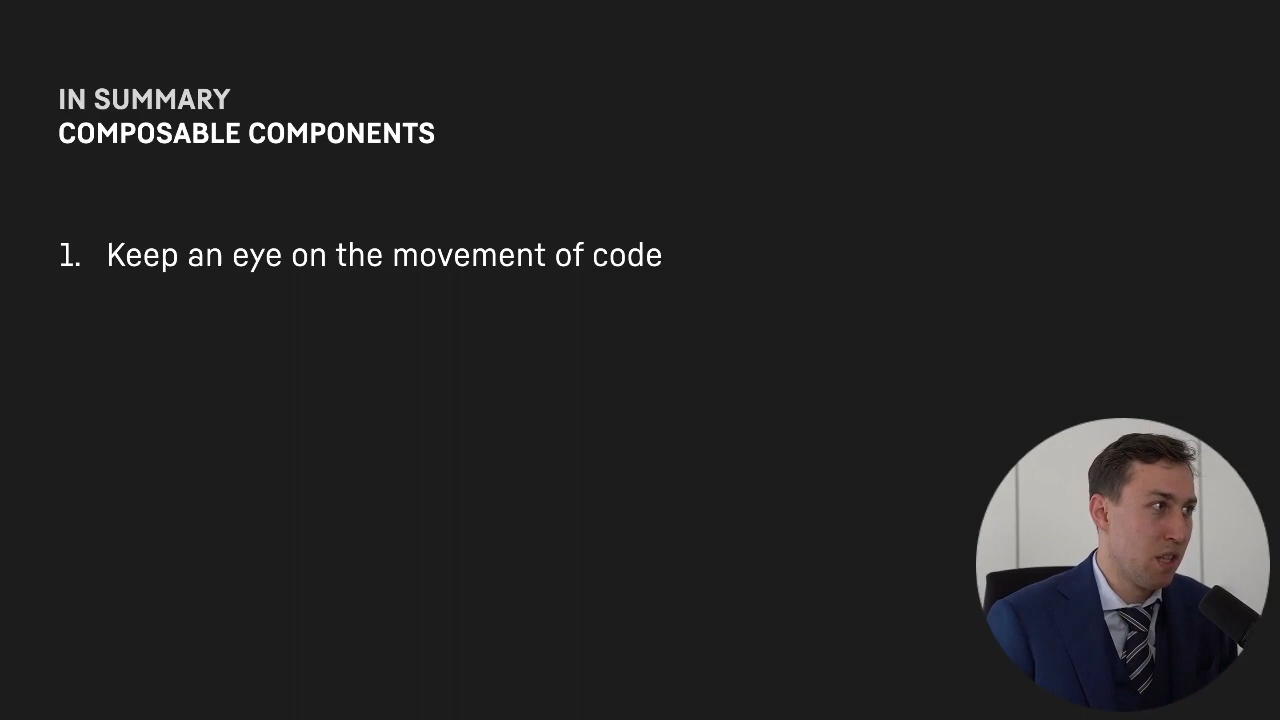 IN SUMMARY
COMPOSABLE COMPONENTS
1. Keep an eye on the movement of code